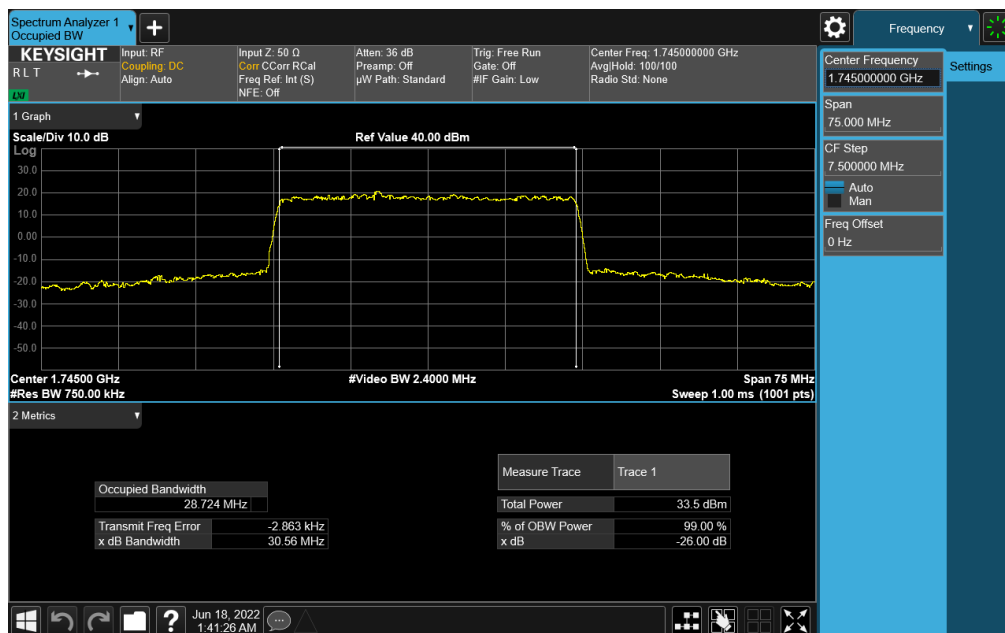 Spectrum Analyzer 1
Occupied BW
+
Frequency
KEYSIGHT
R L T
LXI
Input: RF
Coupling: DC
Align: Auto
Input Z: 50 Ω
Corr CCorr RCal
Freq Ref: Int (S)
NFE: Off
Atten: 36 dB
Preamp: Off
µW Path: Standard
Trig: Free Run
Gate: Off
#IF Gain: Low
Center Freq: 1.745000000 GHz
Avg|Hold: 100/100
Radio Std: None
Center Frequency
1.745000000 GHz
Settings
Span
75.000 MHz
CF Step
7.500000 MHz
Auto
Man
Freq Offset
0 Hz
1 Graph
Scale/Div 10.0 dB
Ref Value 40.00 dBm
Log
30.0
20.0
10.0
0.00
-10.0
-20.0
-30.0
-40.0
-50.0
Center 1.74500 GHz
#Video BW 2.4000 MHz
Span 75 MHz
#Res BW 750.00 kHz
Sweep 1.00 ms (1001 pts)
2 Metrics
Measure Trace
Trace 1
Occupied Bandwidth
28.724 MHz
Total Power
33.5 dBm
Transmit Freq Error
-2.863 kHz
% of OBW Power
99.00 %
x dB Bandwidth
30.56 MHz
x dB
-26.00 dB
?
Jun 18, 2022
1:41:26 AM